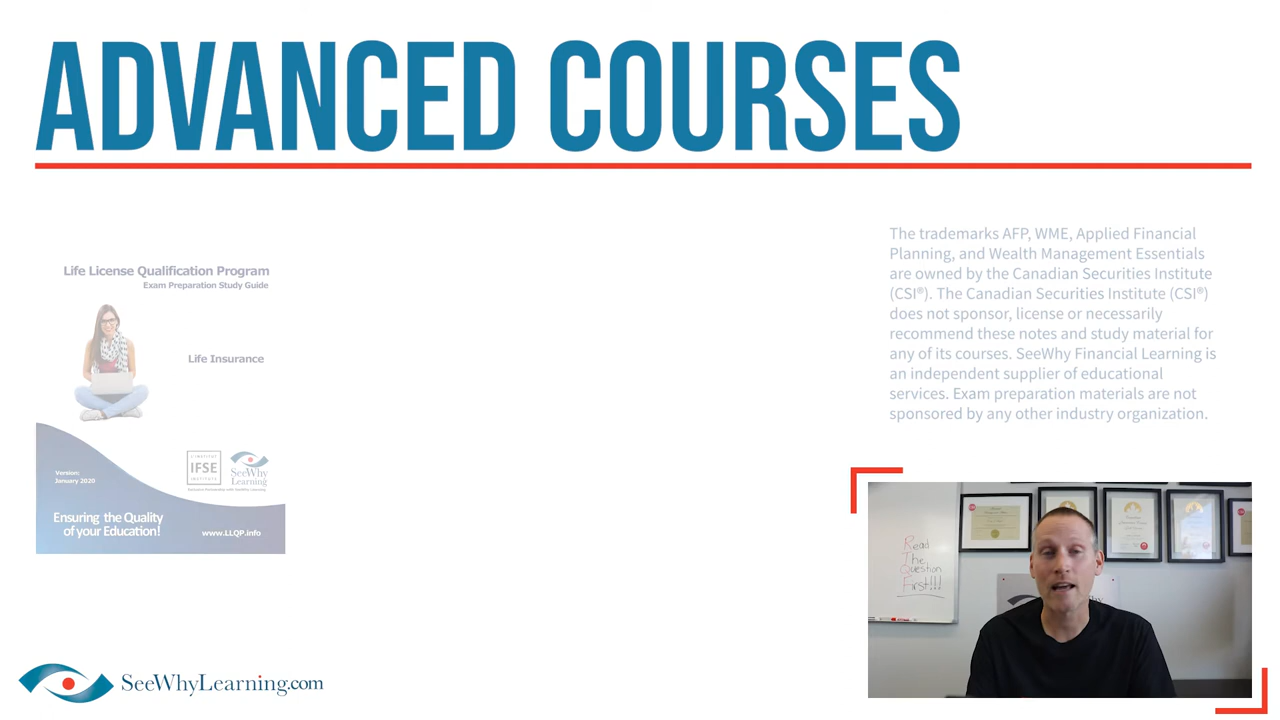 ADVANCED COURSES
Life License Qualification Program
Exam Preparation Study Guide
Life Insurance
Version:
January 2020
L'INSTITUT
IFSE
INSTITUTE
SeeWhy
Learning
Ensuring the Quality
of your Education!
www.LLQP.info
The trademarks AFP, WME, Applied Financial
Planning, and Wealth Management Essentials
are owned by the Canadian Securities Institute
(CSI®). The Canadian Securities Institute (CSI®)
does not sponsor, license or necessarily
recommend these notes and study material for
any of its courses. SeeWhy Financial Learning is
an independent supplier of educational
services. Exam preparation materials are not
sponsored by any other industry organization.
Read
The
Question
First!!!
SeeWhyLearning.com